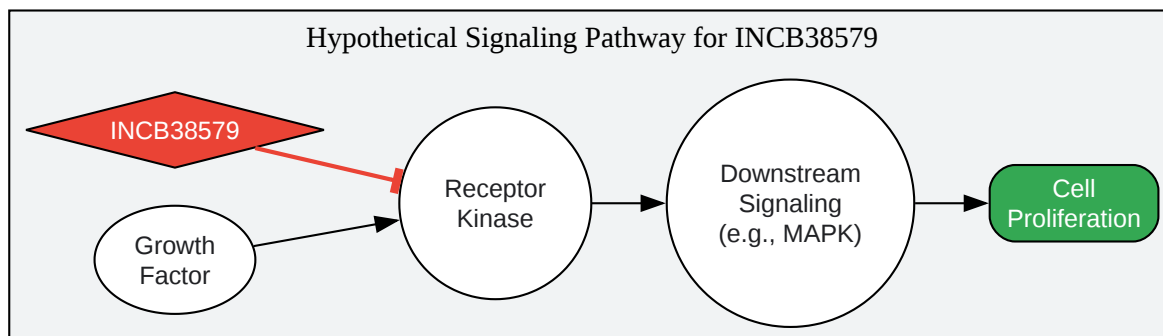 Hypothetical Signaling Pathway for INCB38579
INCB38579
Growth
Factor
Receptor
Kinase
Downstream
Signaling
(e.g., MAPK)
Cell
Proliferation